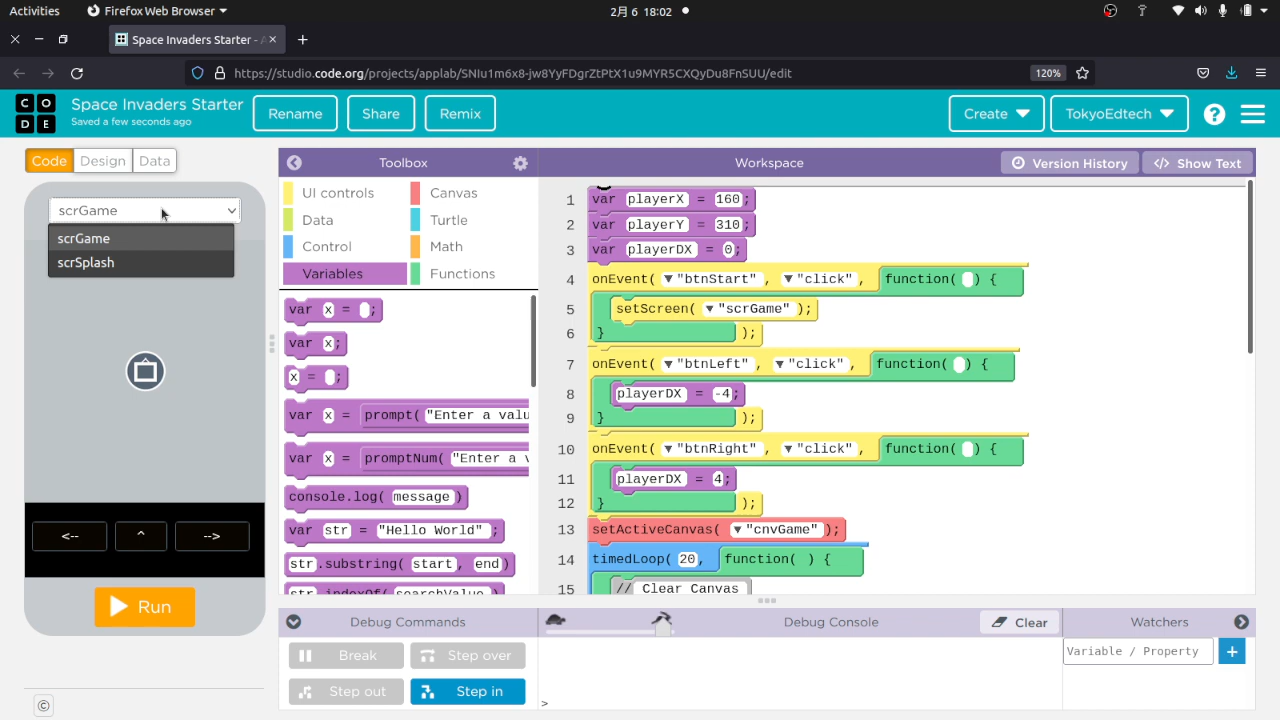 Activities
Firefox Web Browser
2月 6 18:02
Space Invaders Starter - A
https://studio.code.org/projects/applab/SNIu1m6x8-jw8YyFDgrZtPtX1u9MYR5CXQyDu8FnSUU/edit
120%
C O D E
Space Invaders Starter
Saved a few seconds ago
Rename
Share
Remix
Create
TokyoEdtech
?
Code
Design
Data
Toolbox
Workspace
Version History
</> Show Text
scrGame
scrGame
scrSplash
<--
^
-->
Run
©
UI controls
Canvas
Data
Turtle
Control
Math
Variables
Functions
var x = ;
var x;
x = ;
var x = prompt( "Enter a valu
var x = promptNum( "Enter a v
console.log( message )
var str = "Hello World" ;
str.substring( start, end)
str.indexOf( searchValue )
1 var playerX = 160;
2 var playerY = 310;
3 var playerDX = 0;
4 onEvent( ▼"btnStart" , ▼"click", function( ) {
5 setScreen( ▼"scrGame" );
6 } );
7 onEvent( ▼"btnLeft" , ▼"click", function( ) {
8 playerDX = -4;
9 } );
10 onEvent( ▼"btnRight" , ▼"click", function( ) {
11 playerDX = 4;
12 } );
13 setActiveCanvas( ▼"cnvGame" );
14 timedLoop( 20, function( ) {
15 // Clear Canvas
Debug Commands
Debug Console
Clear
Watchers
Break
Step over
Step out
Step in
>
Variable / Property
+